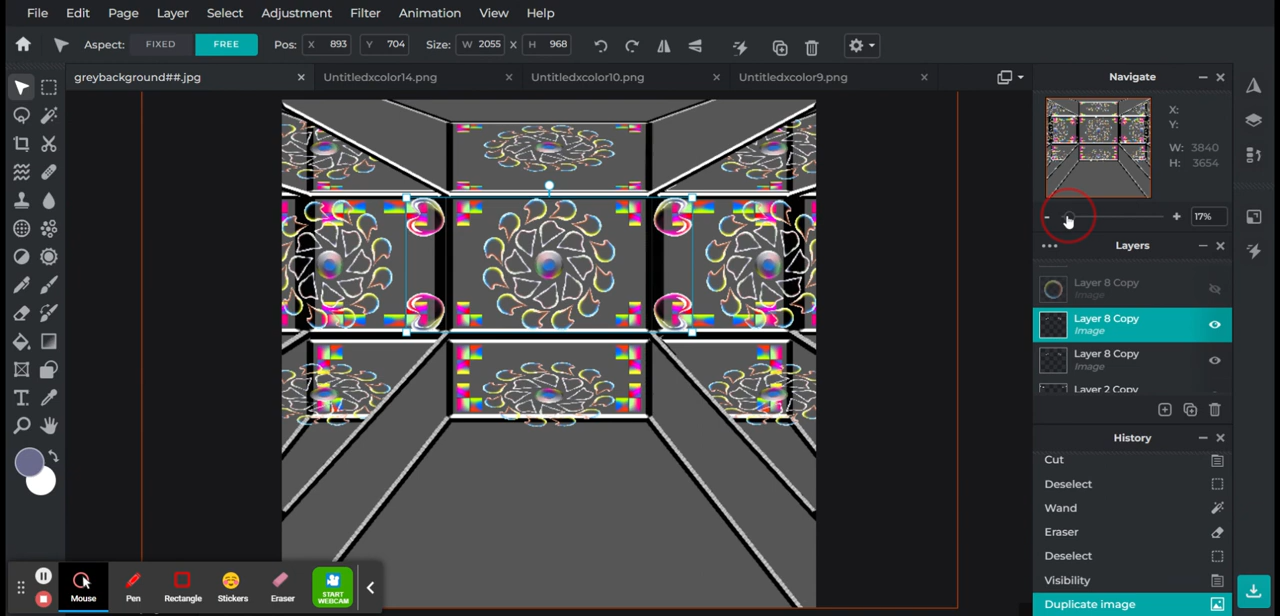 File Edit Page Layer Select Adjustment Filter Animation View Help
Aspect: FIXED FREE Pos: X 893 Y 704 Size: W 2055 X H 968
greybackground##.jpg Untitledxcolor14.png Untitledxcolor10.png Untitledxcolor9.png
Navigate
X:
Y:
W: 3840
H: 3654
17%
Layers
Layer 8 Copy
Image
Layer 8 Copy
Image
Layer 8 Copy
Image
Layer 2 Copy
History
Cut
Deselect
Wand
Eraser
Deselect
Visibility
Duplicate image
Mouse Pen Rectangle Stickers Eraser START
WEBCAM